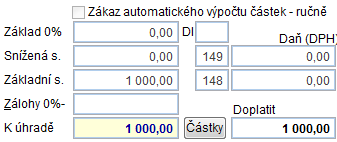 Zákaz automatického výpočtu částek - ručně
Základ 0% 0,00 DI Daň (DPH)
Snížená s. 0,00 149 0,00
Základní s. 1 000,00 148 0,00
Zálohy 0%- Doplatit
K úhradě 1 000,00 Částky 1 000,00